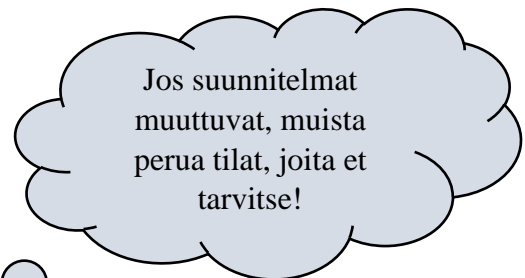 Jos suunnitelmat
muuttuvat, muista
perua tilat, joita et
tarvitse!